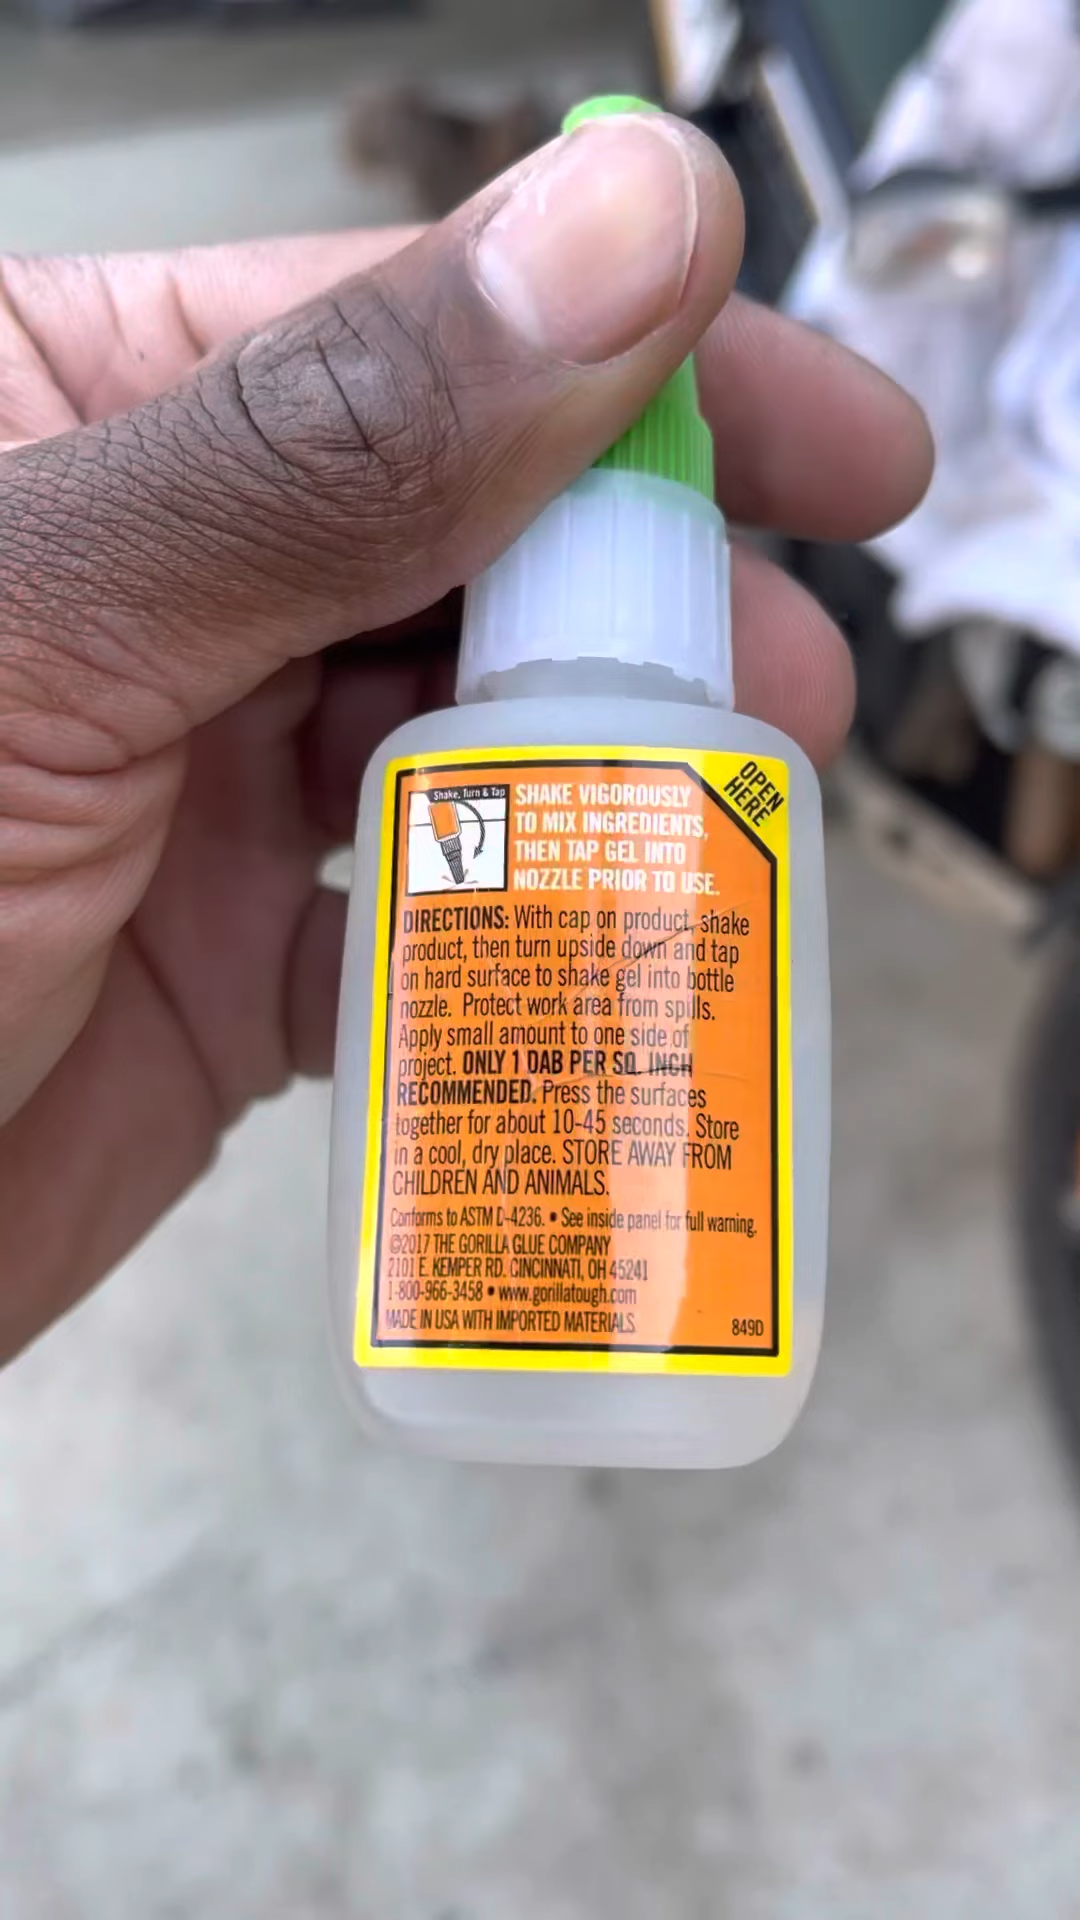 OPEN
HERE
Shake, Turn & Tap
SHAKE VIGOROUSLY
TO MIX INGREDIENTS,
THEN TAP GEL INTO
NOZZLE PRIOR TO USE.
DIRECTIONS: With cap on product, shake
product, then turn upside down and tap
on hard surface to shake gel into bottle
nozzle. Protect work area from spills.
Apply small amount to one side of
project. ONLY 1 DAB PER SQ. INCH
RECOMMENDED. Press the surfaces
together for about 10-45 seconds. Store
in a cool, dry place. STORE AWAY FROM
CHILDREN AND ANIMALS.
Conforms to ASTM D-4236. • See inside panel for full warning.
©2017 THE GORILLA GLUE COMPANY
2101 E. KEMPER RD. CINCINNATI, OH 45241
1-800-966-3458 • www.gorillatough.com
MADE IN USA WITH IMPORTED MATERIALS
849D